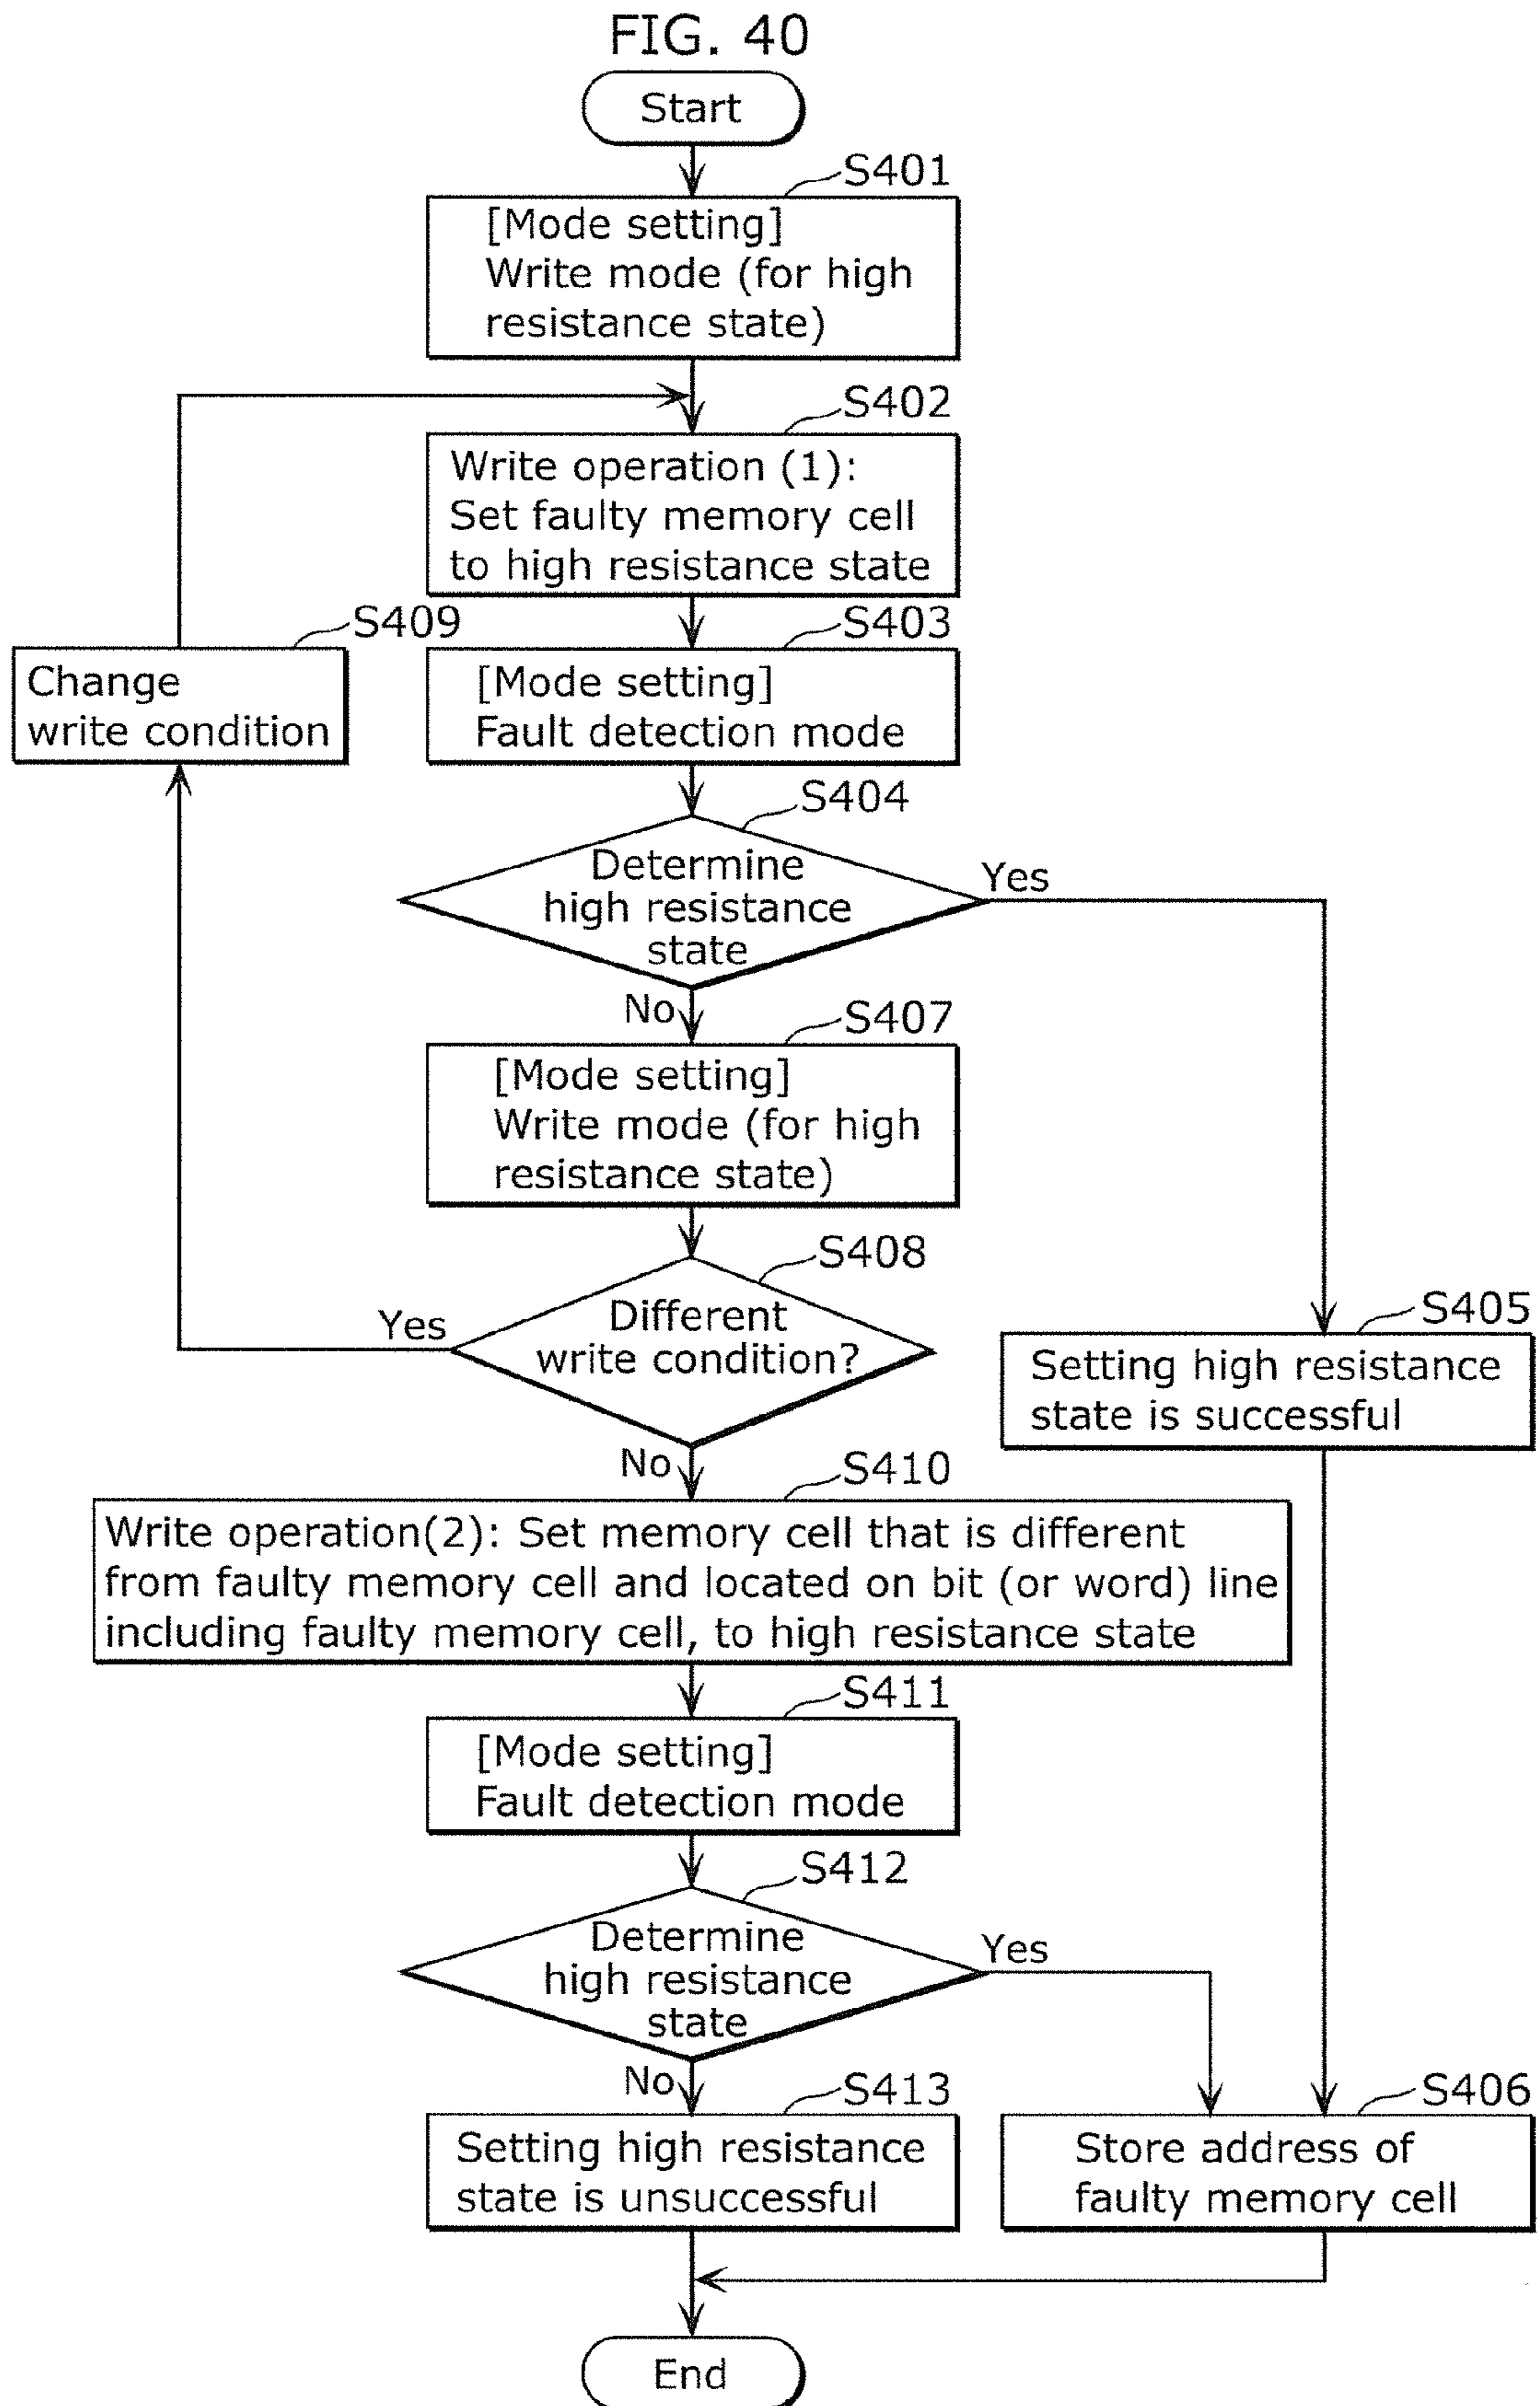 FIG. 40
Start
S401
[Mode setting]
Write mode (for high
resistance state)
S402
Write operation (1):
Set faulty memory cell
to high resistance state
S409
Change
write condition
S403
[Mode setting]
Fault detection mode
S404
Determine
high resistance
state
Yes
No
S407
[Mode setting]
Write mode (for high
resistance state)
S408
Different
write condition?
Yes
No
S405
Setting high resistance
state is successful
S410
Write operation(2): Set memory cell that is different
from faulty memory cell and located on bit (or word) line
including faulty memory cell, to high resistance state
S411
[Mode setting]
Fault detection mode
S412
Determine
high resistance
state
Yes
No
S413
Setting high resistance
state is unsuccessful
S406
Store address of
faulty memory cell
End